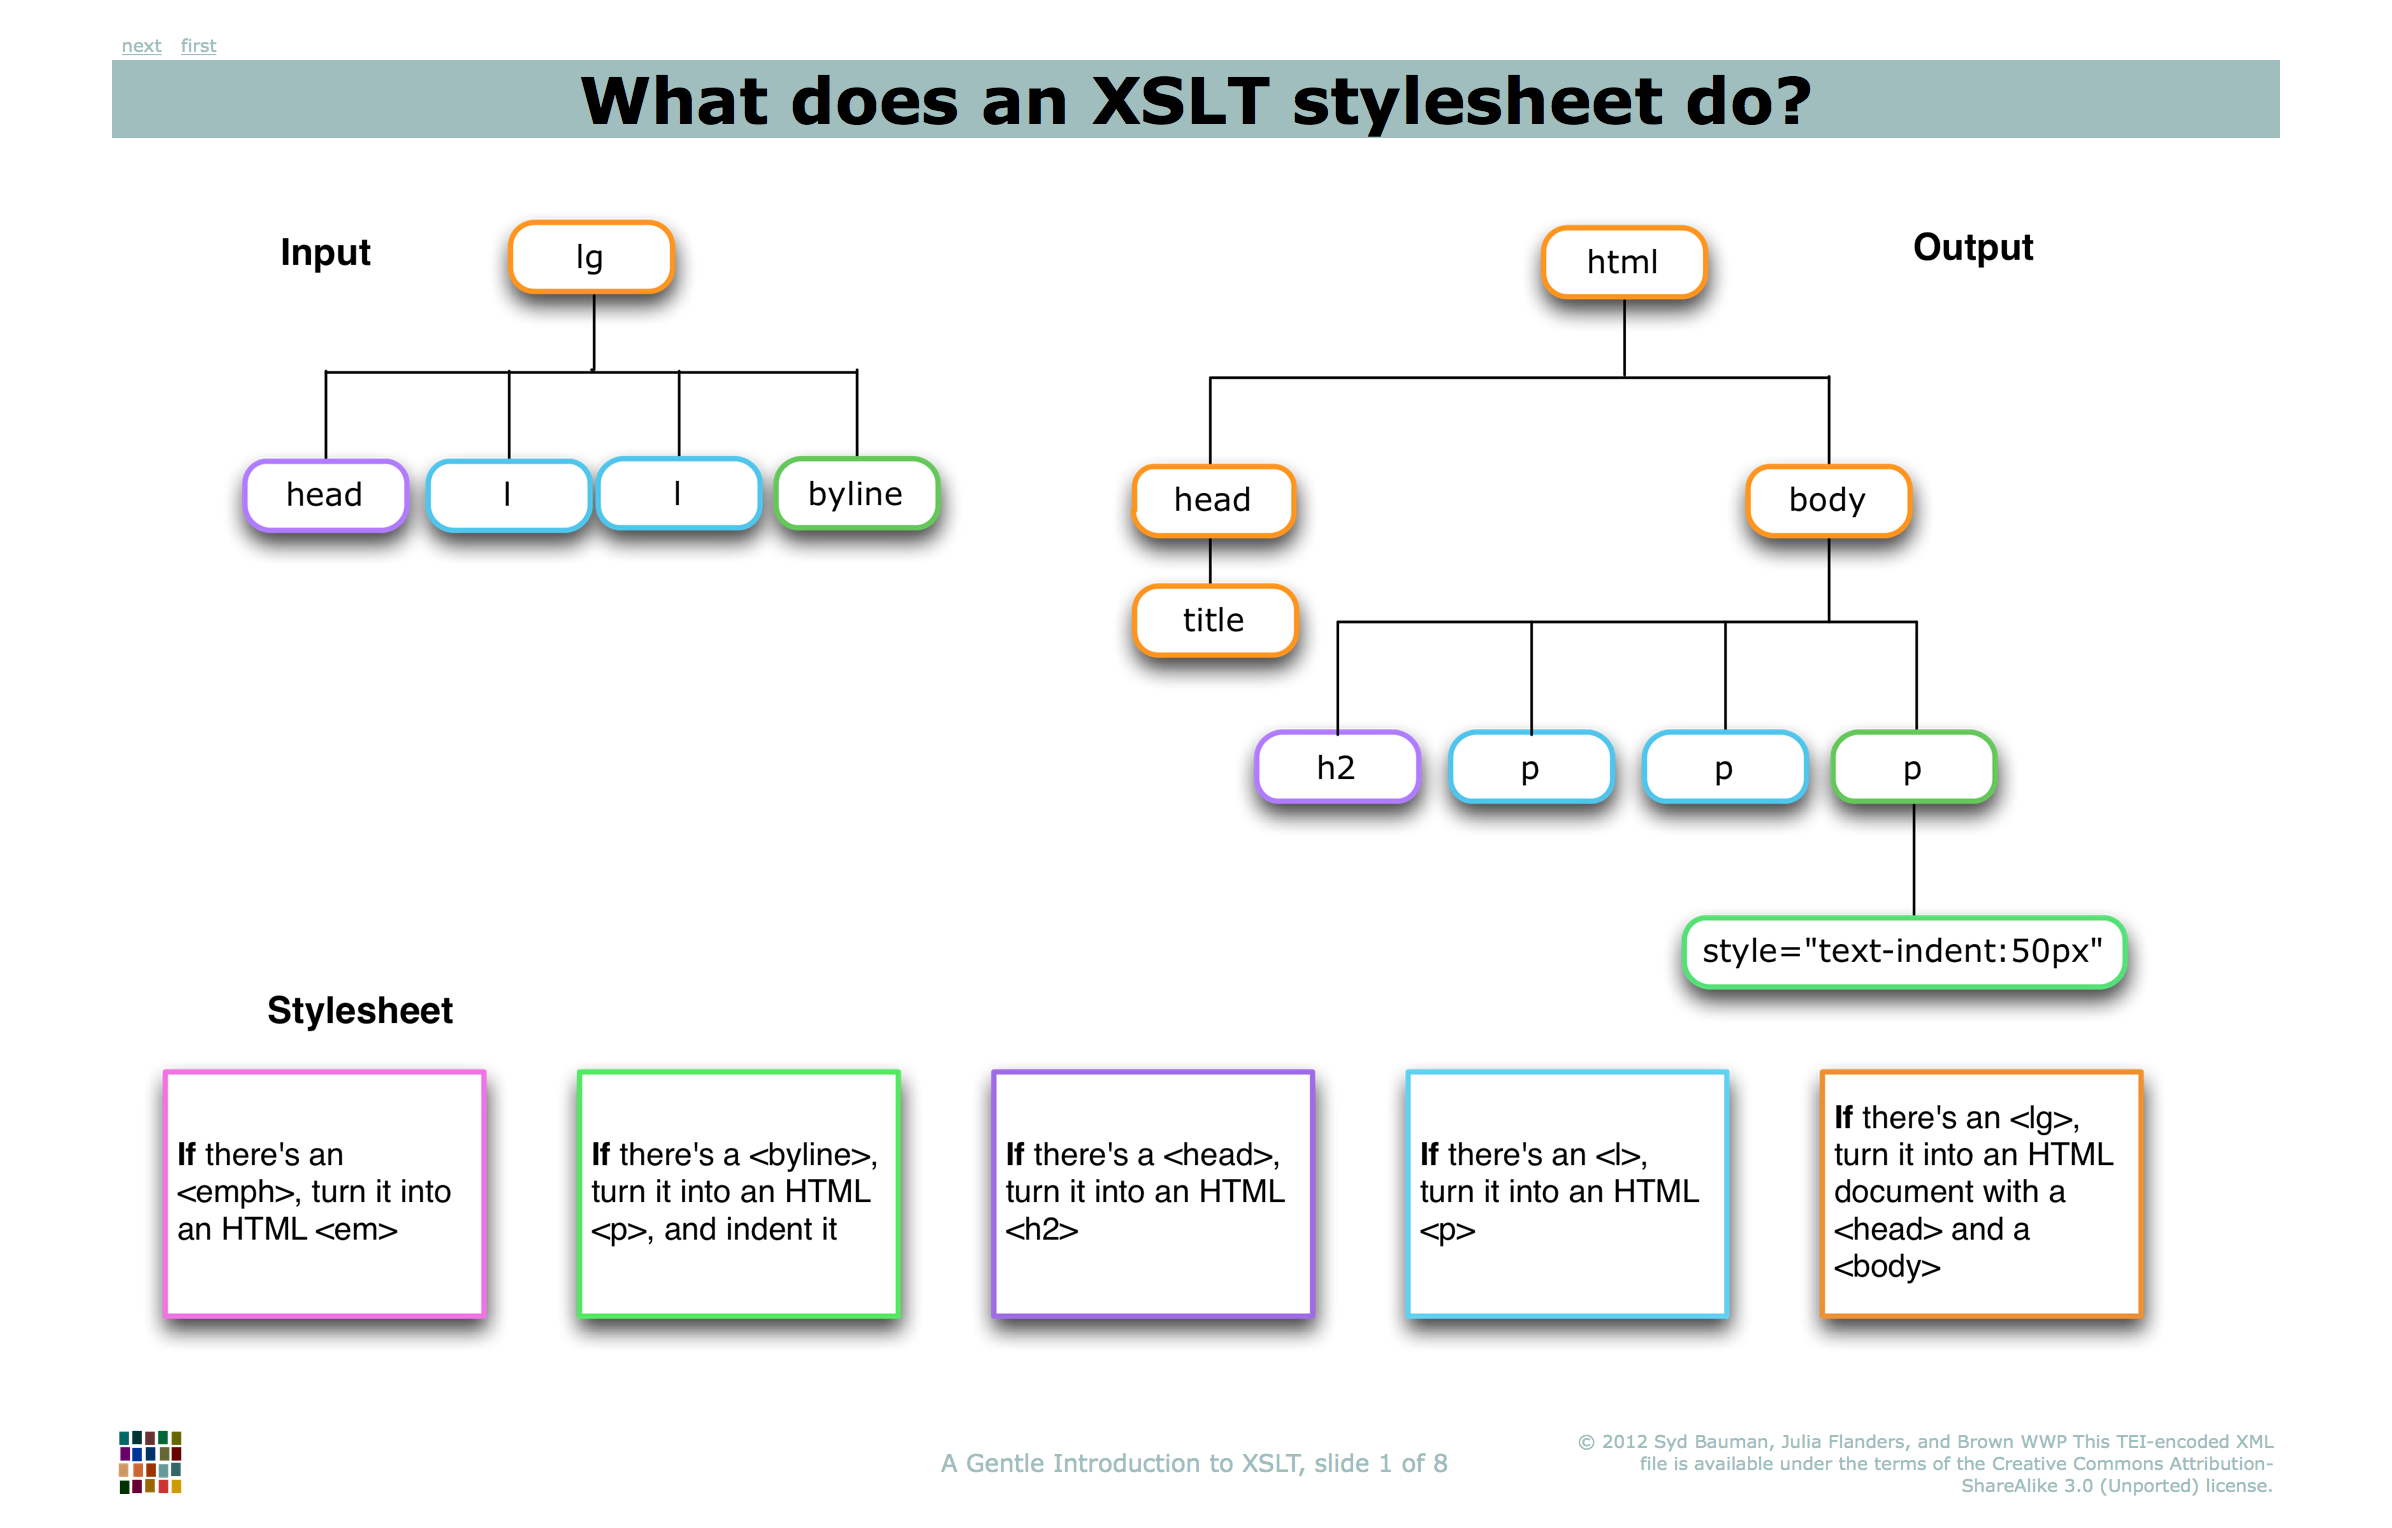 next first
What does an XSLT stylesheet do?
Input
lg
html
Output
head
l
l
byline
head
body
title
h2
p
p
p
style="text-indent:50px"
Stylesheet
If there's an
<emph>, turn it into
an HTML <em>
If there's a <byline>,
turn it into an HTML
<p>, and indent it
If there's a <head>,
turn it into an HTML
<h2>
If there's an <l>,
turn it into an HTML
<p>
If there's an <lg>,
turn it into an HTML
document with a
<head> and a
<body>
A Gentle Introduction to XSLT, slide 1 of 8
© 2012 Syd Bauman, Julia Flanders, and Brown WWP This TEI-encoded XML
file is available under the terms of the Creative Commons Attribution-
ShareAlike 3.0 (Unported) license.